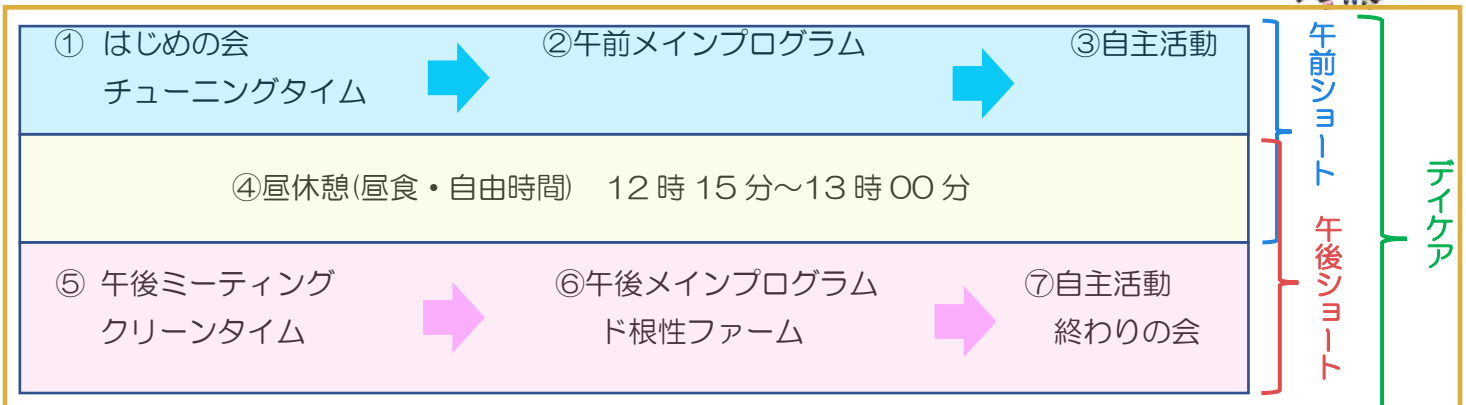 ① はじめの会
チューニングタイム
②午前メインプログラム
③自主活動
④昼休憩(昼食・自由時間) 12時15分～13時00分
⑤ 午後ミーティング
クリーンタイム
⑥午後メインプログラム
ド根性ファーム
⑦自主活動
終わりの会
午前ショート
午後ショート
デイケア